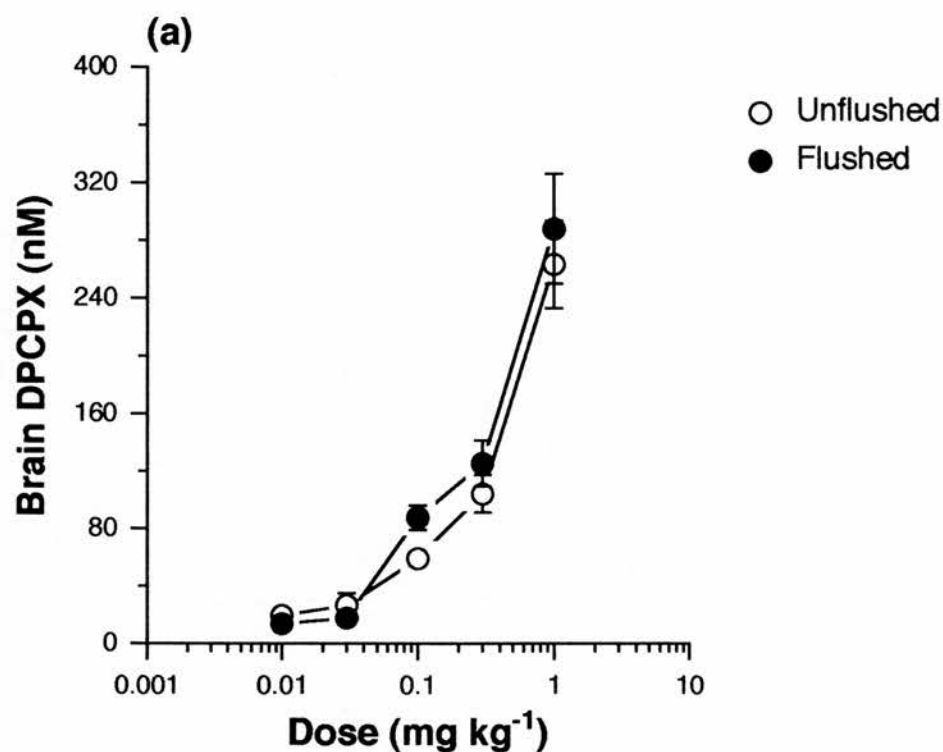 (a)
400
320
240
160
80
0
Brain DPCPX (nM)
Unflushed
Flushed
0.001
0.01
0.1
1
10
Dose (mg kg-1)